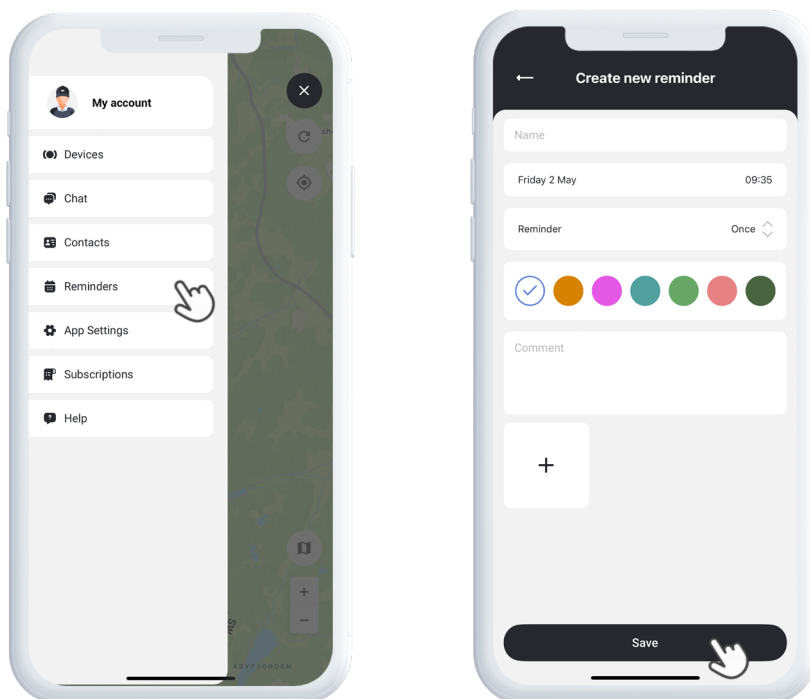 My account
Devices
Chat
Contacts
Reminders
App Settings
Subscriptions
Help
ABYFJORDEN
Create new reminder
Name
Friday 2 May 09:35
Reminder Once
Comment
Save